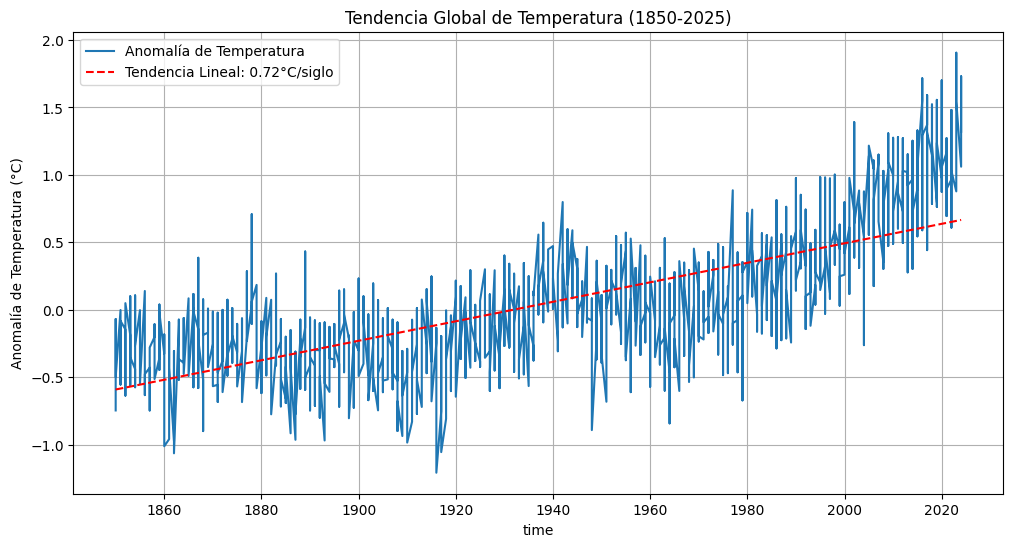 Tendencia Global de Temperatura (1850-2025)
Anomalía de Temperatura
Tendencia Lineal: 0.72°C/siglo
Anomalía de Temperatura (°C)
2.0
1.5
1.0
0.5
0.0
−0.5
−1.0
1860 1880 1900 1920 1940 1960 1980 2000 2020
time